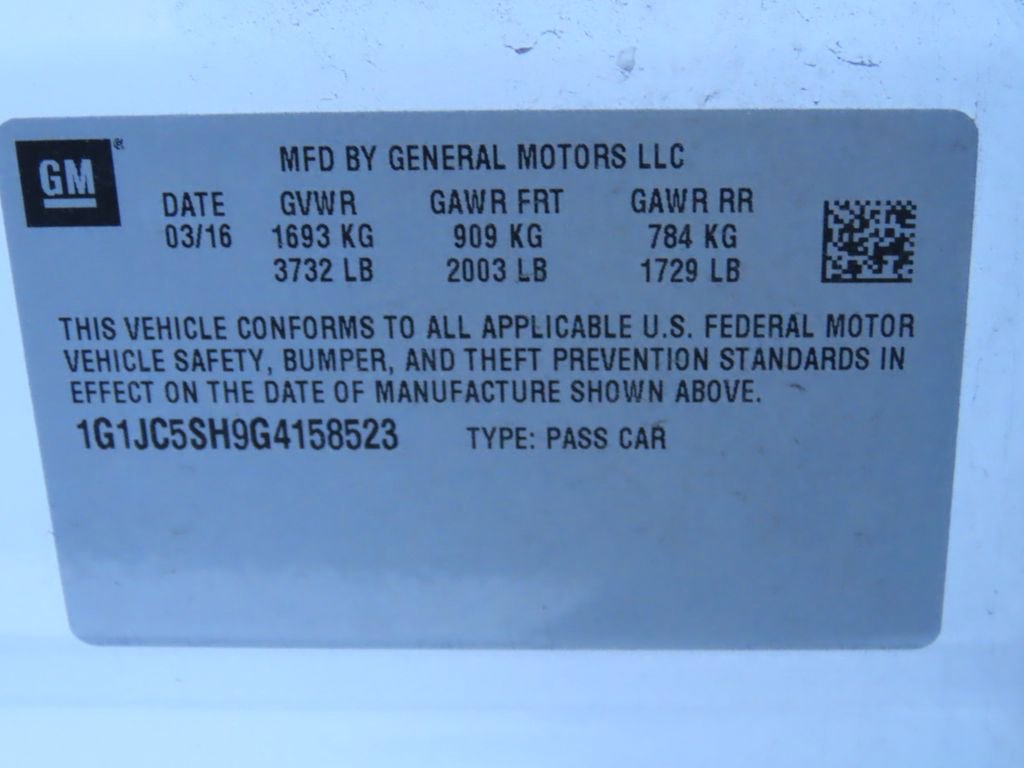 GM
MFD BY GENERAL MOTORS LLC
DATE GVWR GAWR FRT GAWR RR
03/16 1693 KG 909 KG 784 KG
3732 LB 2003 LB 1729 LB
THIS VEHICLE CONFORMS TO ALL APPLICABLE U.S. FEDERAL MOTOR
VEHICLE SAFETY, BUMPER, AND THEFT PREVENTION STANDARDS IN
EFFECT ON THE DATE OF MANUFACTURE SHOWN ABOVE.
1G1JC5SH9G4158523 TYPE: PASS CAR